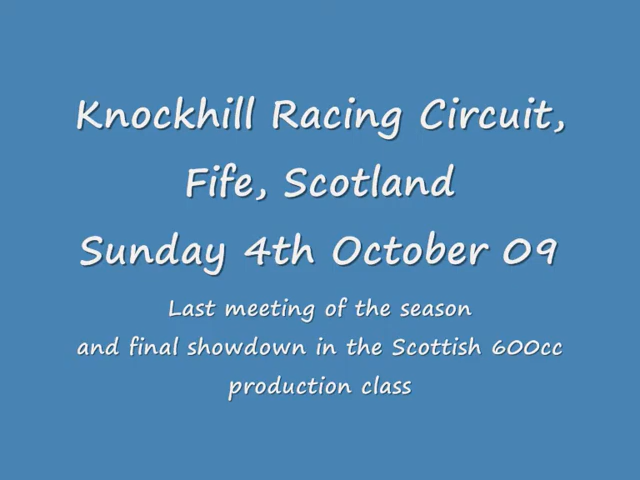 Knockhill Racing Circuit,
Fife, Scotland
Sunday 4th October 09
Last meeting of the season
and final showdown in the Scottish 600cc
production class